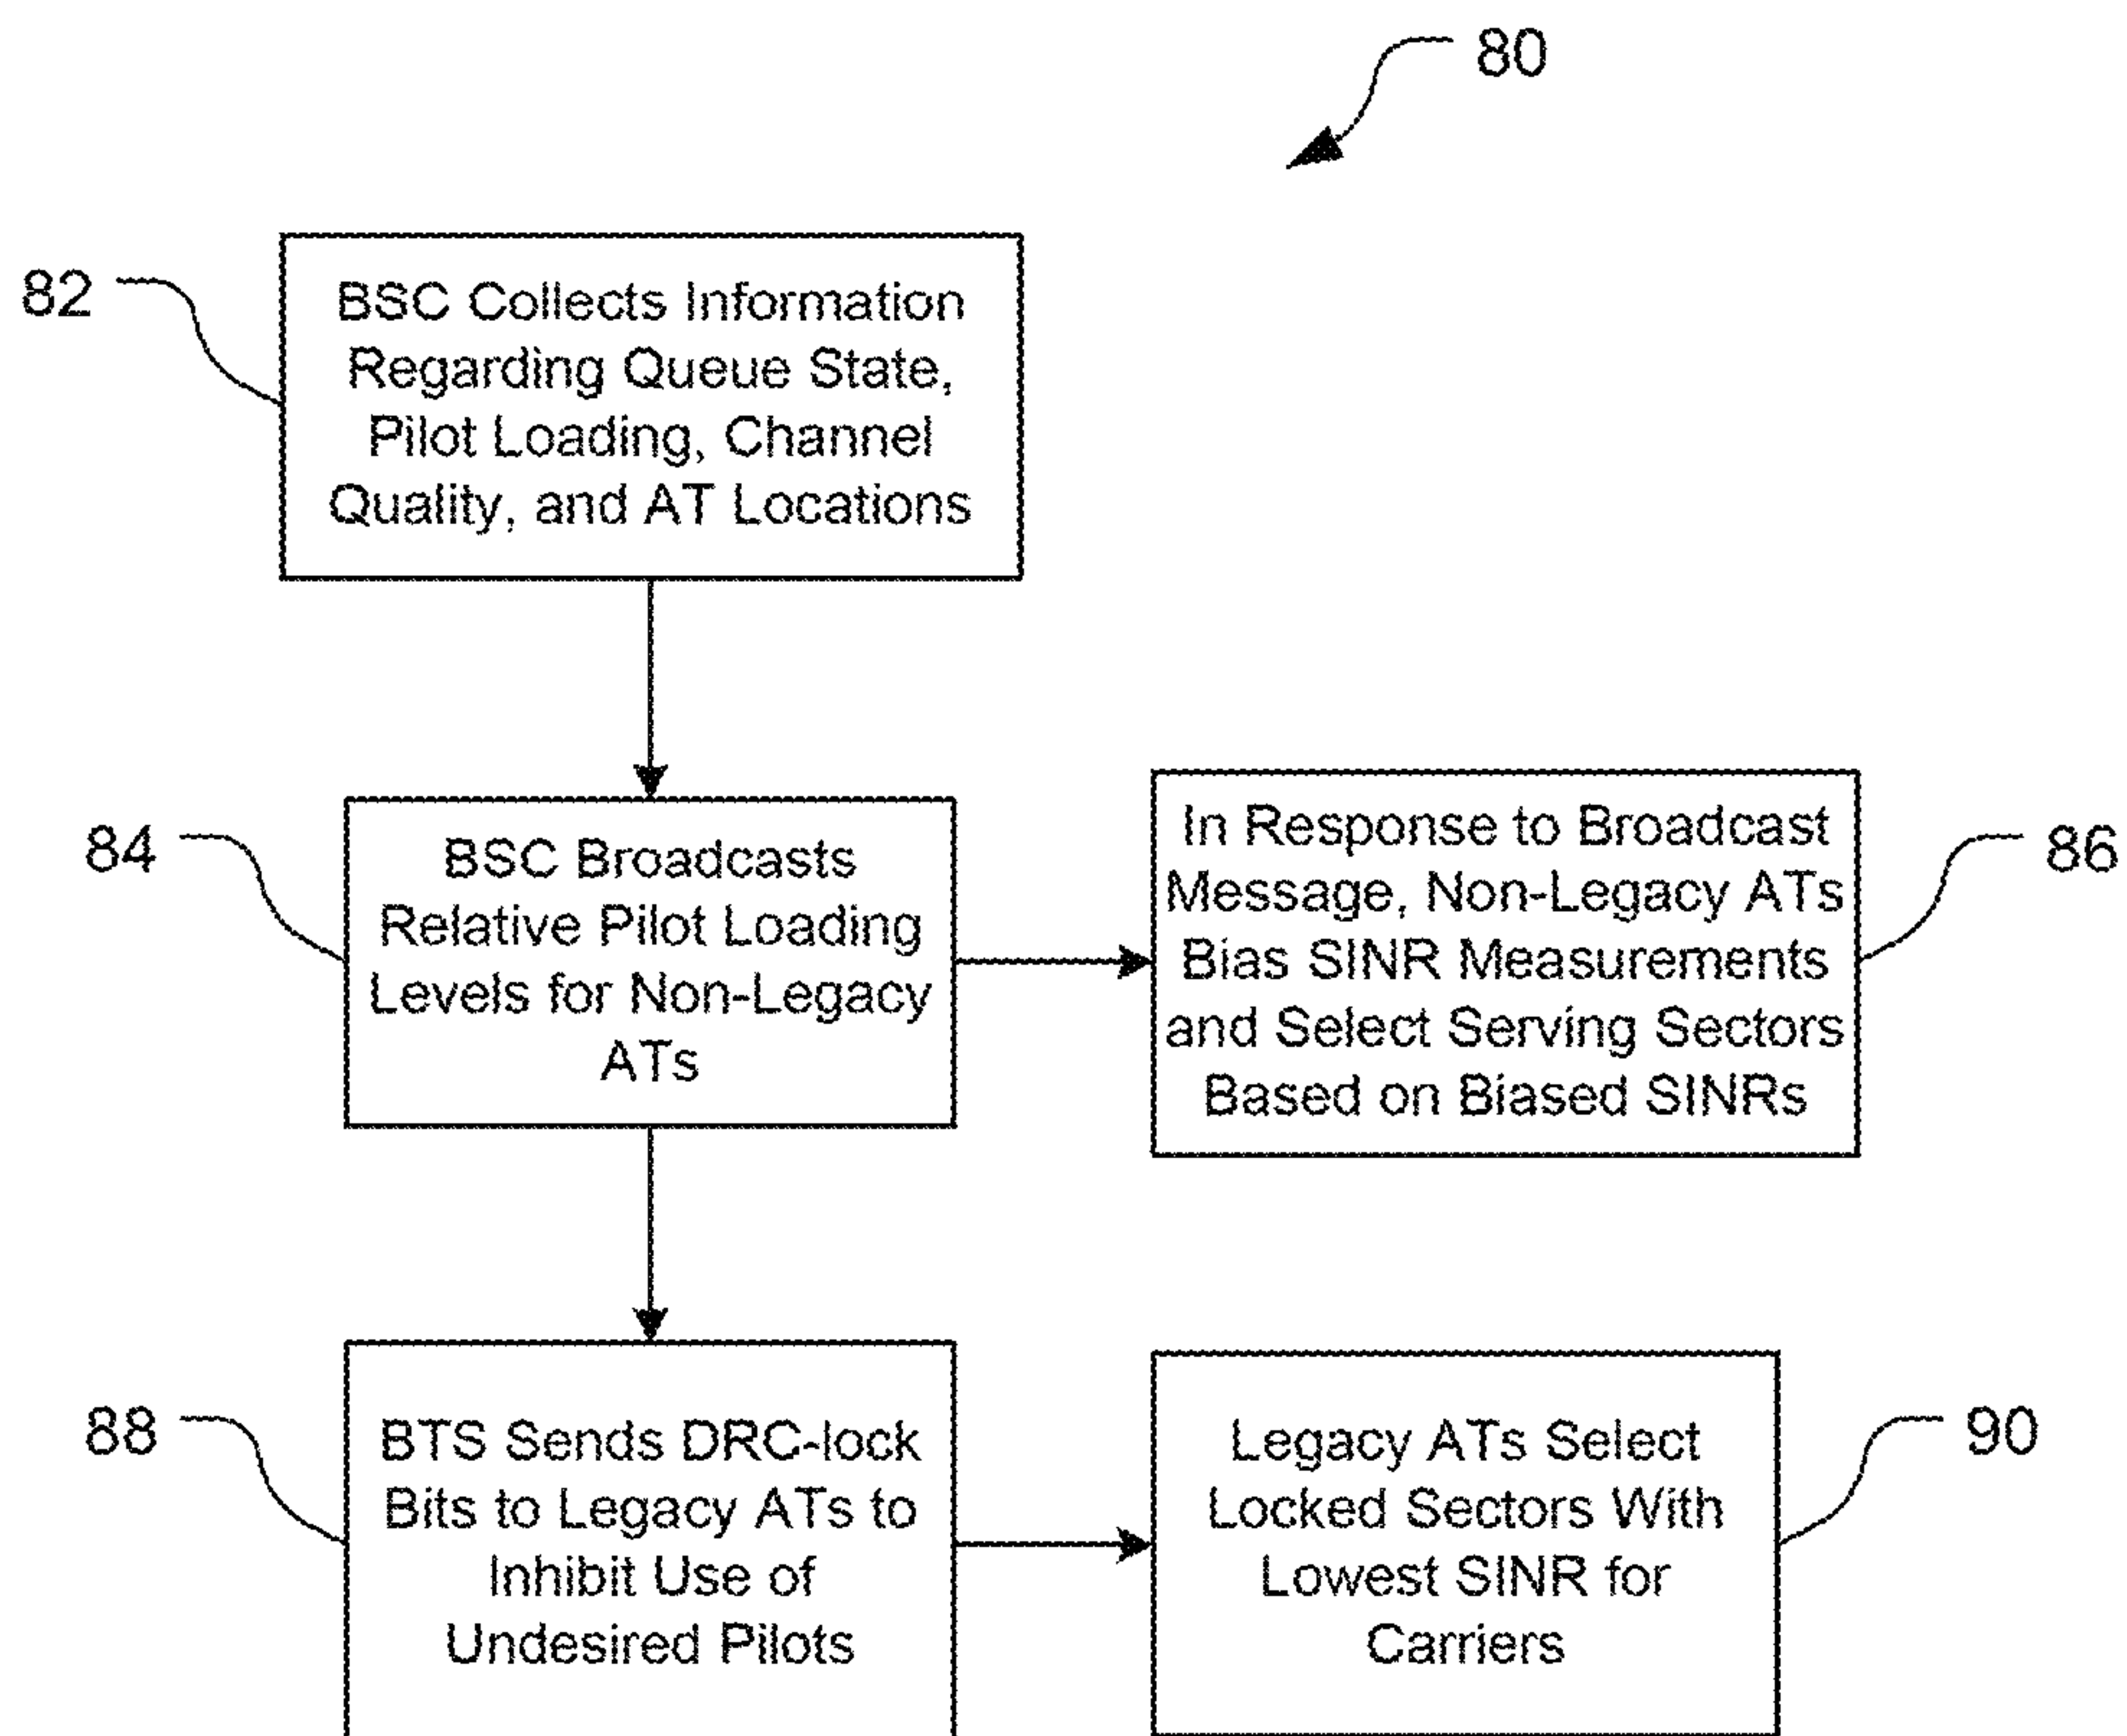 80
82
BSC Collects Information
Regarding Queue State,
Pilot Loading, Channel
Quality, and AT Locations
84
BSC Broadcasts
Relative Pilot Loading
Levels for Non-Legacy
ATs
In Response to Broadcast
Message, Non-Legacy ATs
Bias SINR Measurements
and Select Serving Sectors
Based on Biased SINRs
86
88
BTS Sends DRC-lock
Bits to Legacy ATs to
Inhibit Use of
Undesired Pilots
Legacy ATs Select
Locked Sectors With
Lowest SINR for
Carriers
90